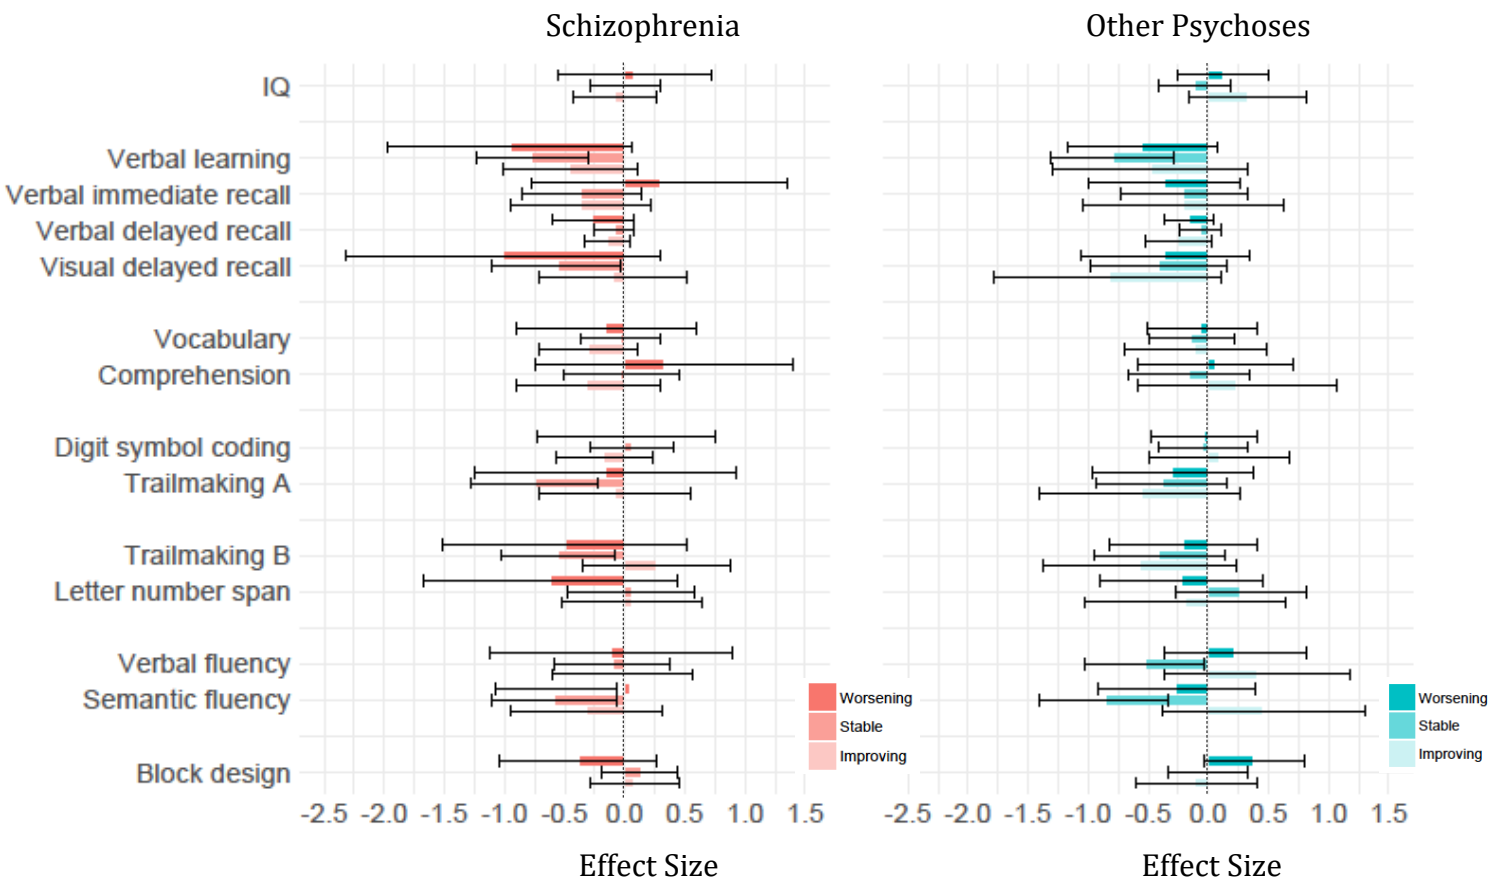 Schizophrenia
Other Psychoses
IQ
Verbal learning
Verbal immediate recall
Verbal delayed recall
Visual delayed recall
Vocabulary
Comprehension
Digit symbol coding
Trailmaking A
Trailmaking B
Letter number span
Verbal fluency
Semantic fluency
Block design
Worsening
Stable
Improving
Worsening
Stable
Improving
-2.5 -2.0 -1.5 -1.0 -0.5 0.0 0.5 1.0 1.5
-2.5 -2.0 -1.5 -1.0 -0.5 0.0 0.5 1.0 1.5
Effect Size
Effect Size